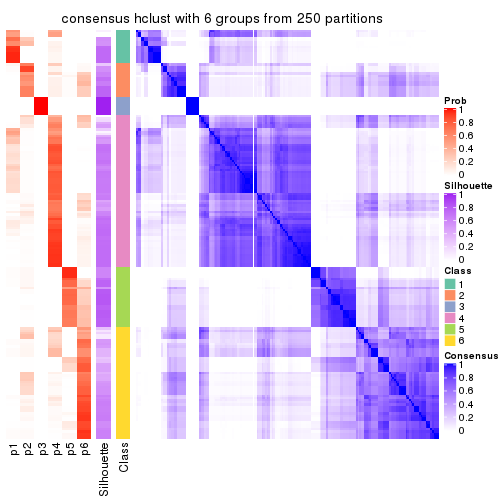 consensus hclust with 6 groups from 250 partitions
Prob
1
0.8
0.6
0.4
0.2
0
Silhouette
1
0.8
0.6
0.4
0.2
0
Class
1
2
3
4
5
6
Consensus
1
0.8
0.6
0.4
0.2
0
p1
p2
p3
p4
p5
p6
Silhouette
Class